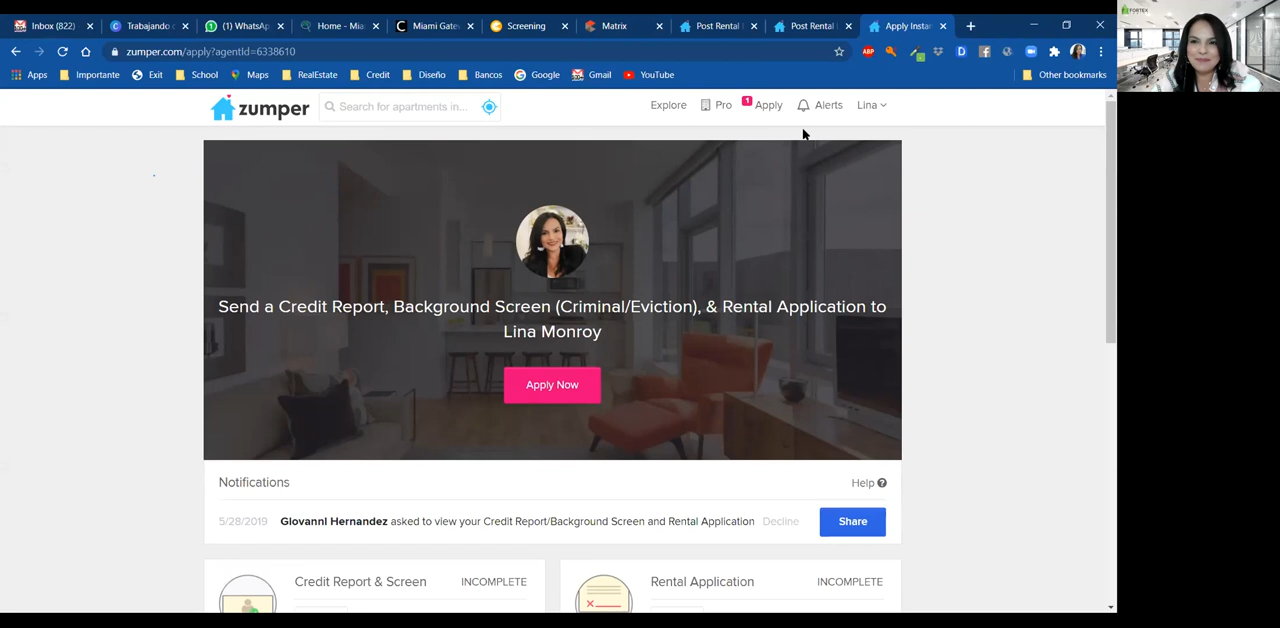 Inbox (822)
Trabajando
(1) WhatsAp
Home - Mia
Miami Gate
Screening
Matrix
Post Rental
Post Rental
Apply Instan
zumper.com/apply?agentId=6338610
Apps
Importante
Exit
School
Maps
RealEstate
Credit
Diseño
Bancos
Google
Gmail
YouTube
Other bookmarks
zumper
Search for apartments in...
Explore
Pro
1
Apply
Alerts
Lina
Send a Credit Report, Background Screen (Criminal/Eviction), & Rental Application to
Lina Monroy
Apply Now
Notifications
Help
5/28/2019 GIovannI Hernandez asked to view your Credit Report/Background Screen and Rental Application Decline
Share
Credit Report & Screen
INCOMPLETE
Rental Application
INCOMPLETE